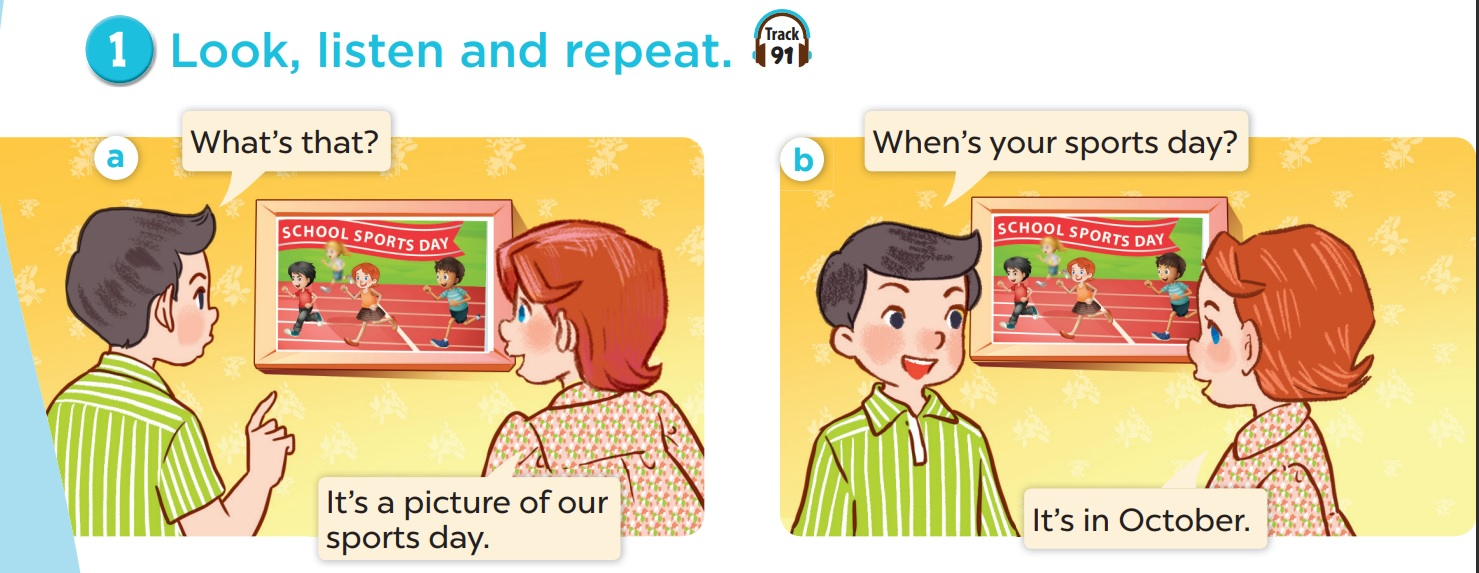 1 Look, listen and repeat. Track 91
a
What's that?
SCHOOL SPORTS DAY
It's a picture of our
sports day.
b
When's your sports day?
SCHOOL SPORTS DAY
It's in October.